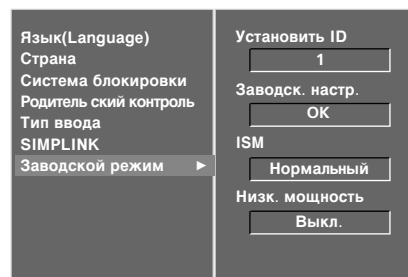 Язык(Language)
Страна
Система блокировки
Родитель ский контроль
Тип ввода
SIMPLINK
Заводской режим ►
Установить ID
1
Заводск. настр.
OK
ISM
Нормальный
Низк. мощность
Выкл.